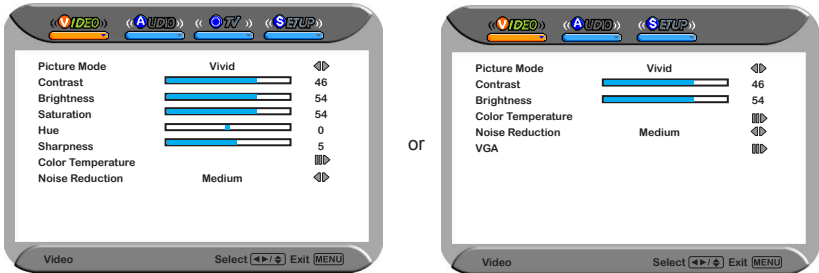 VIDEO AUDIO TV SETUP
Picture Mode Vivid
Contrast 46
Brightness 54
Saturation 54
Hue 0
Sharpness 5
Color Temperature
Noise Reduction Medium
Video Select ◄►/ Exit MENU
or
VIDEO AUDIO SETUP
Picture Mode Vivid
Contrast 46
Brightness 54
Color Temperature
Noise Reduction Medium
VGA
Video Select ◄►/ Exit MENU